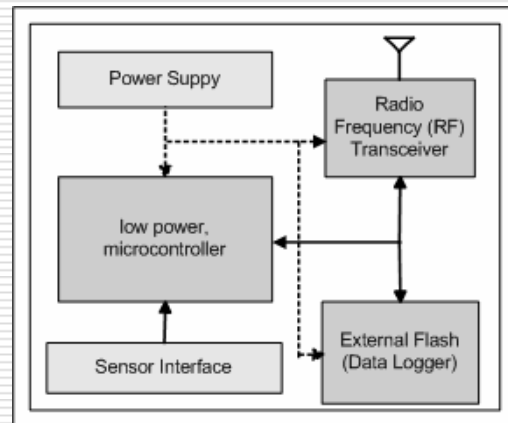 Power Suppy
Radio
Frequency (RF)
Transceiver
low power,
microcontroller
External Flash
(Data Logger)
Sensor Interface